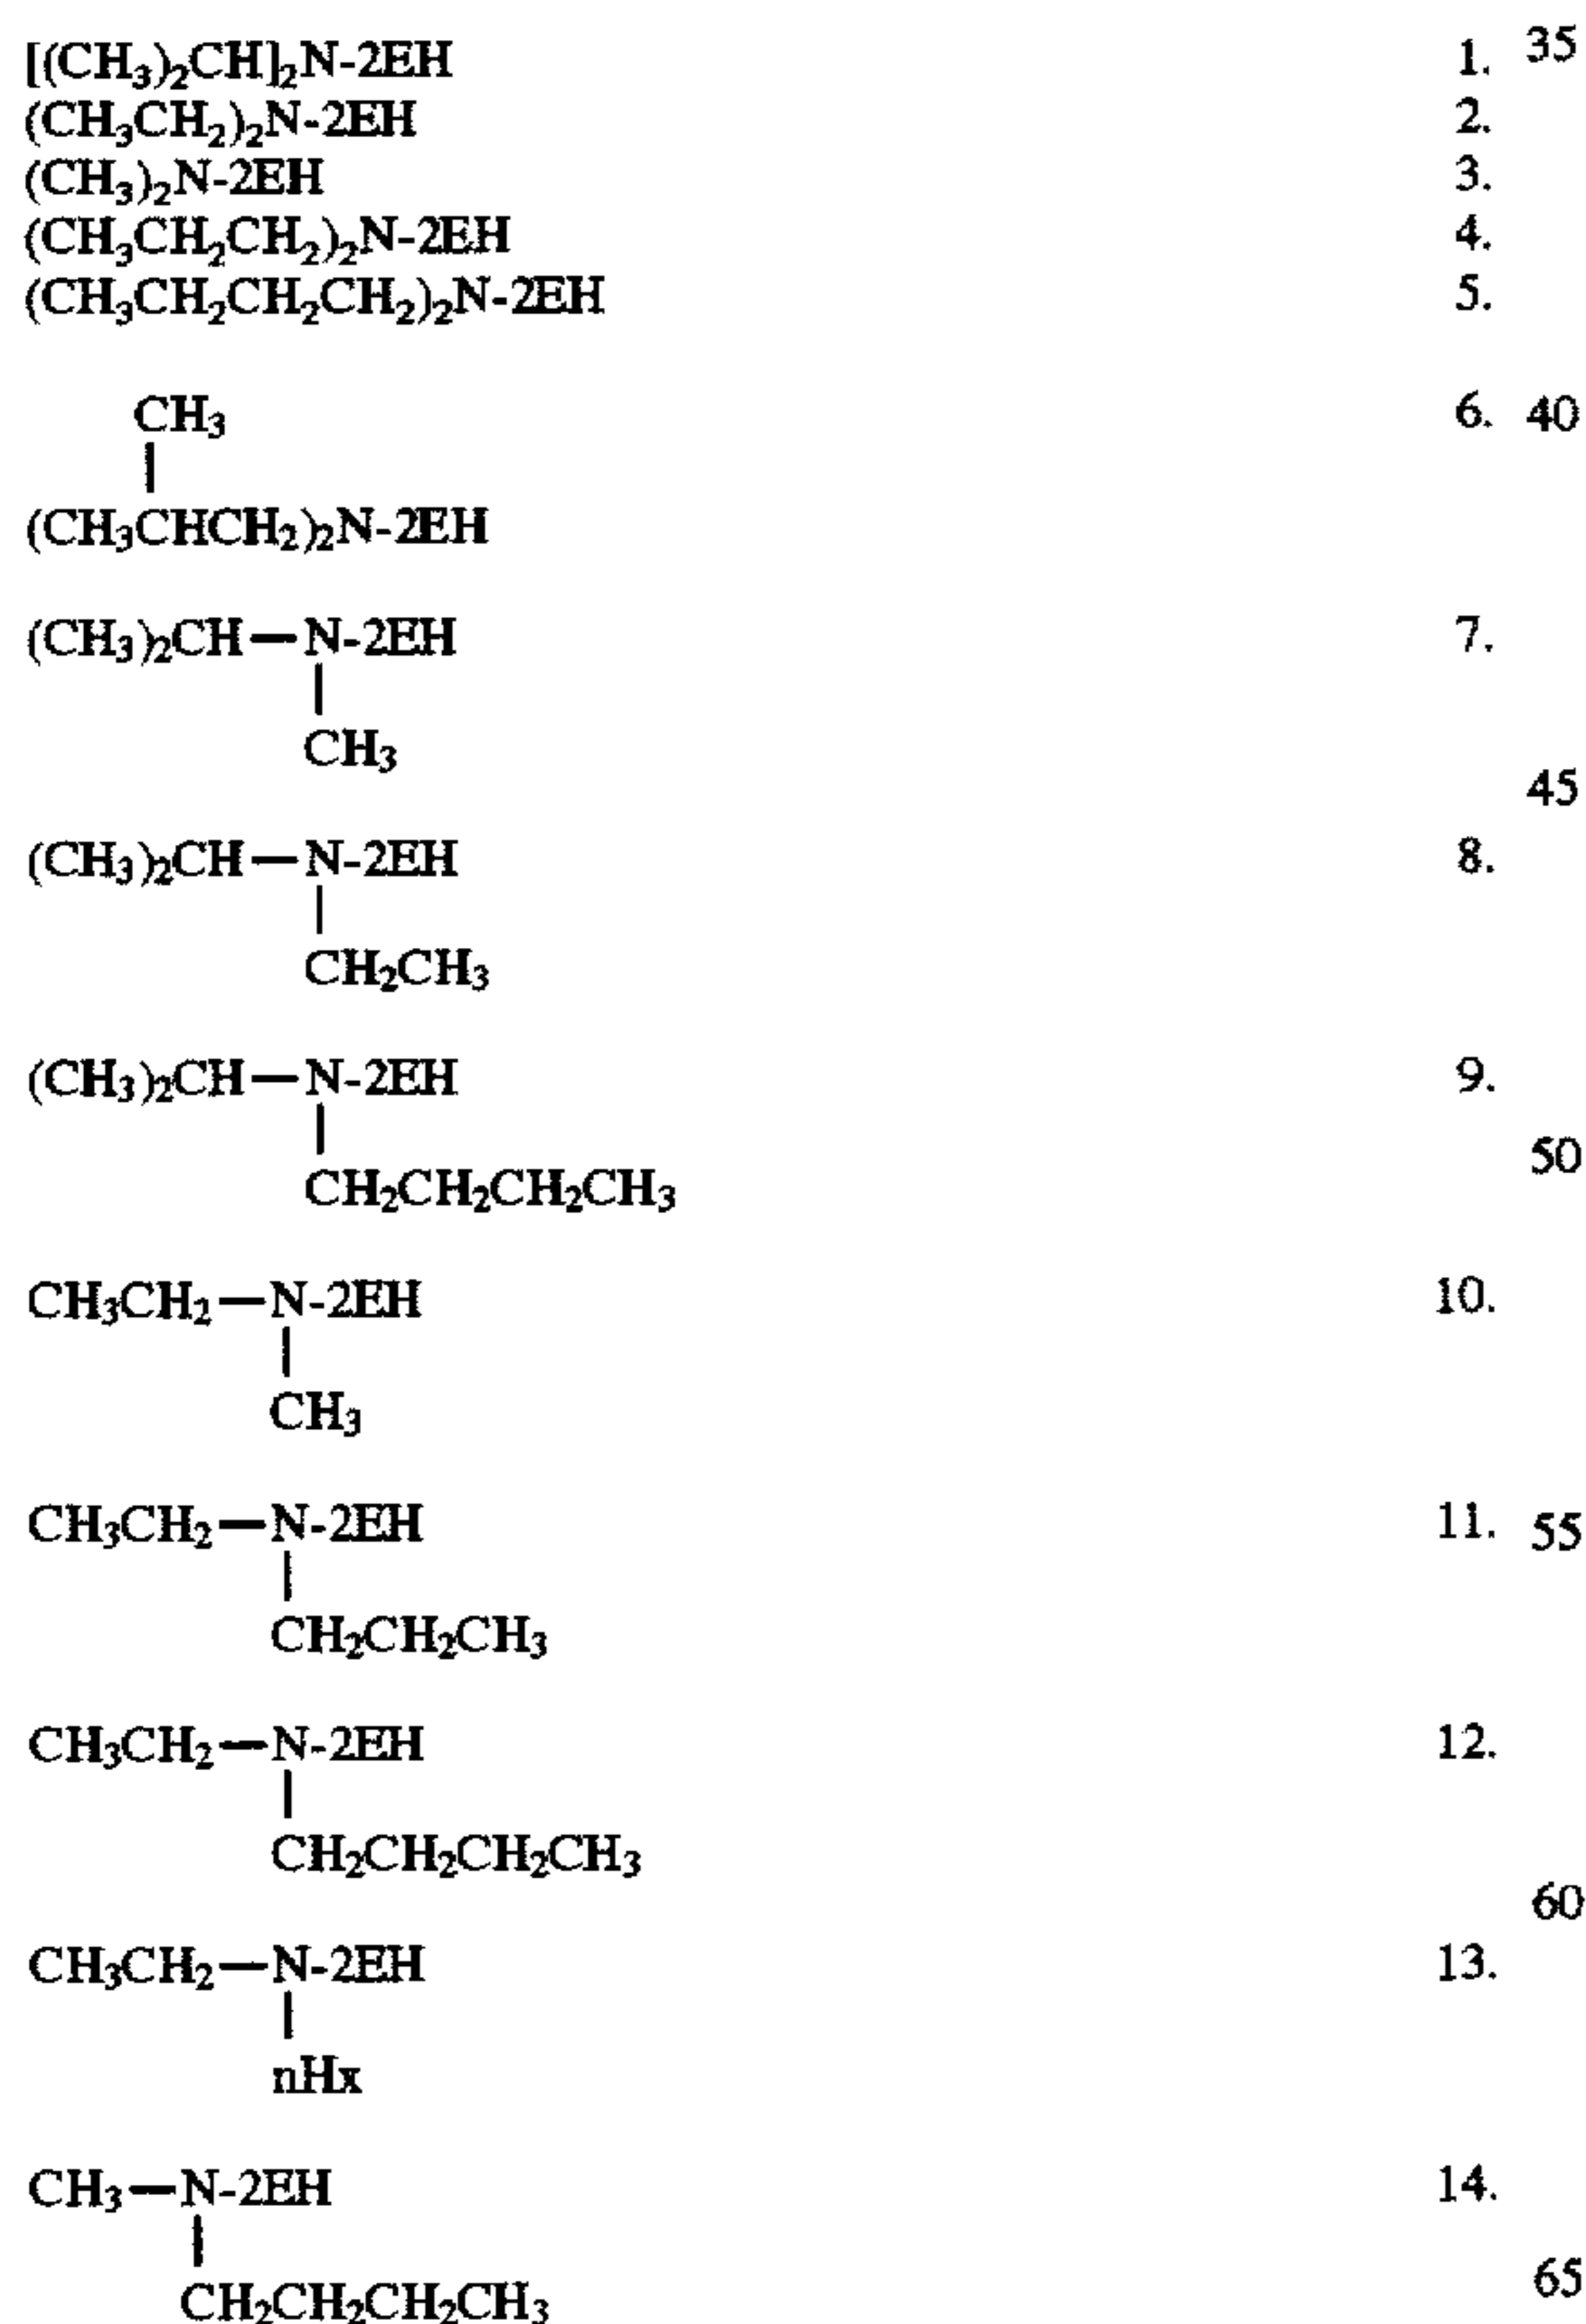 [(CH₃)₂CH]₂N-2EH 1. 35
(CH₃CH₂)₂N-2EH 2.
(CH₃)₂N-2EH 3.
(CH₃CH₂CH₂)₂N-2EH 4.
(CH₃CH₂CH₂CH₂)₂N-2EH 5.
CH₃ 6. 40
(CH₃CHCH₂)₂N-2EH
(CH₃)₂CH—N-2EH 7.
CH₃
45
(CH₃)₂CH—N-2EH 8.
CH₂CH₃
(CH₃)₂CH—N-2EH 9.
50
CH₂CH₂CH₂CH₃
CH₃CH₂—N-2EH 10.
CH₃
CH₃CH₂—N-2EH 11. 55
CH₂CH₂CH₃
CH₃CH₂—N-2EH 12.
CH₂CH₂CH₂CH₃
60
CH₃CH₂—N-2EH 13.
nHx
CH₃—N-2EH 14.
65
CH₂CH₂CH₂CH₃